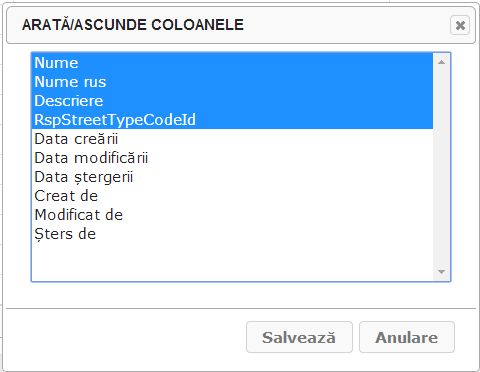 ARATĂ/ASCUNDE COLOANELE
Nume
Nume rus
Descriere
RspStreetTypeCodeId
Data creării
Data modificării
Data ștergerii
Creat de
Modificat de
Șters de
Salvează Anulare